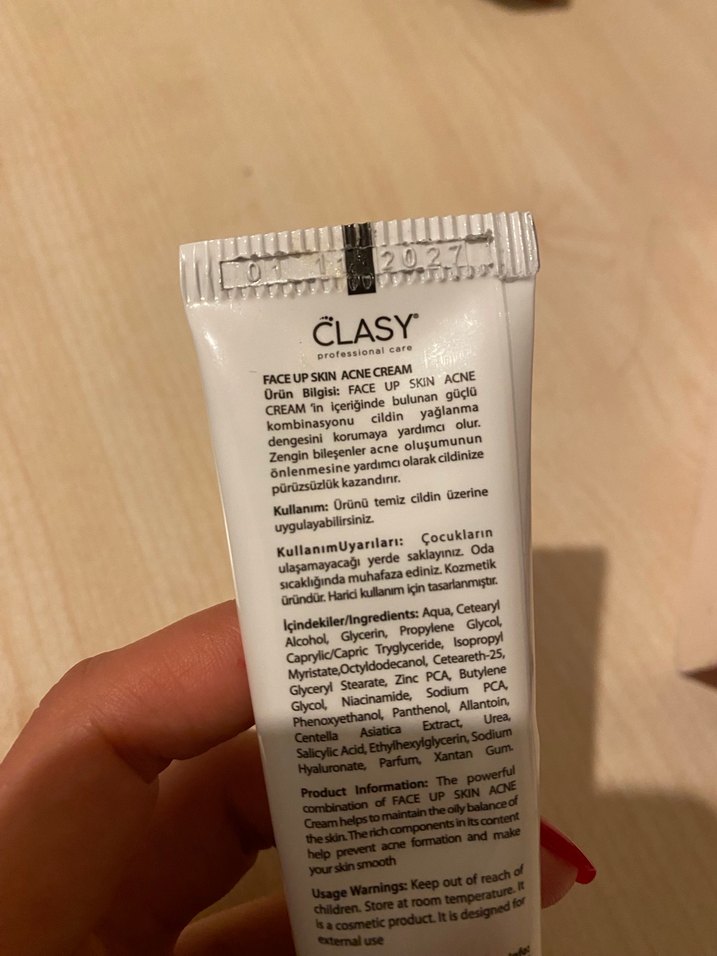 01 11 2027
CLASY®
professional care
FACE UP SKIN ACNE CREAM
Ürün Bilgisi: FACE UP SKIN ACNE
CREAM 'in içeriğinde bulunan güçlü
kombinasyonu cildin yağlanma
dengesini korumaya yardımcı olur.
Zengin bileşenler acne oluşumunun
önlenmesine yardımcı olarak cildinize
pürüzsüzlük kazandırır.
Kullanım: Ürünü temiz cildin üzerine
uygulayabilirsiniz.
KullanımUyarıları: Çocukların
ulaşamayacağı yerde saklayınız. Oda
sıcaklığında muhafaza ediniz. Kozmetik
üründür. Harici kullanım için tasarlanmıştır.
İçindekiler/Ingredients: Aqua, Cetearyl
Alcohol, Glycerin, Propylene Glycol,
Caprylic/Capric Tryglyceride, Isopropyl
Myristate,Octyldodecanol, Ceteareth-25,
Glyceryl Stearate, Zinc PCA, Butylene
Glycol, Niacinamide, Sodium PCA,
Phenoxyethanol, Panthenol, Allantoin,
Centella Asiatica Extract, Urea,
Salicylic Acid, Ethylhexylglycerin, Sodium
Hyaluronate, Parfum, Xantan Gum.
Product Information: The powerful
combination of FACE UP SKIN ACNE
Cream helps to maintain the oily balance of
the skin. The rich components in its content
help prevent acne formation and make
your skin smooth
Usage Warnings: Keep out of reach of
children. Store at room temperature. It
is a cosmetic product. It is designed for
external use